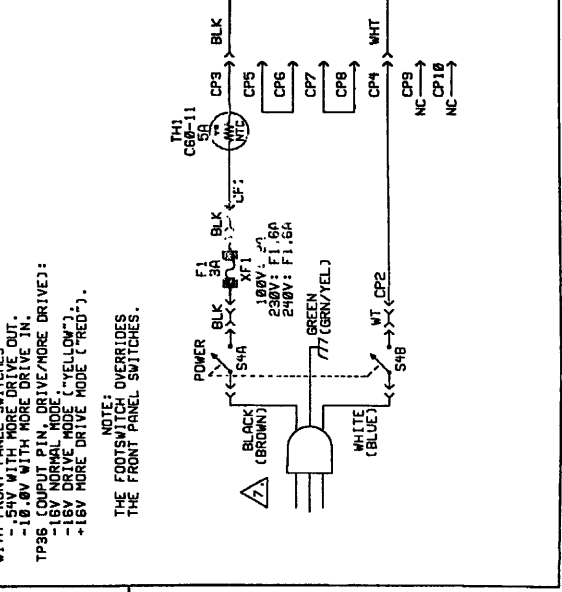 -.54V WITH MORE DRIVE OUT.
-10.0V WITH MORE DRIVE IN.
TP36 (OUPUT PIN, DRIVE/MORE DRIVE):
-16V NORMAL MODE.
-16V DRIVE MODE ("YELLOW").
+16V MORE DRIVE MODE ("RED").
NOTE:
THE FOOTSWITCH OVERRIDES
THE FRONT PANEL SWITCHES.
7.
BLACK
(BROWN)
WHITE
(BLUE)
POWER
S4A
GREEN
(GRN/YEL)
S4B
BLK
F1
3A
XF1
100V:
230V: F1.6A
240V: F1.6A
WT
CP2
BLK
TH1
C60-11
5A
NTC
CP3
CP5
CP6
CP7
CP8
CP4
CP9
NC
CP10
NC
BLK
WHT